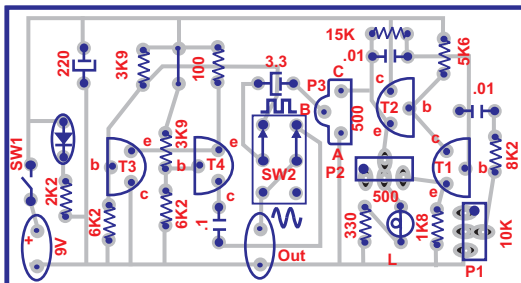 15K
.01
220
3K9
100
3.3
P3
C
5K6
c
T2
.01
B
500
b
c
SW1
e
3K9
T3
e
T4
b
b
c
c
SW2
A
P2
T1
b
8K2
e
500
2K2
6K2
6K2
.1
+
9V
Out
330
L
1K8
P1
10K